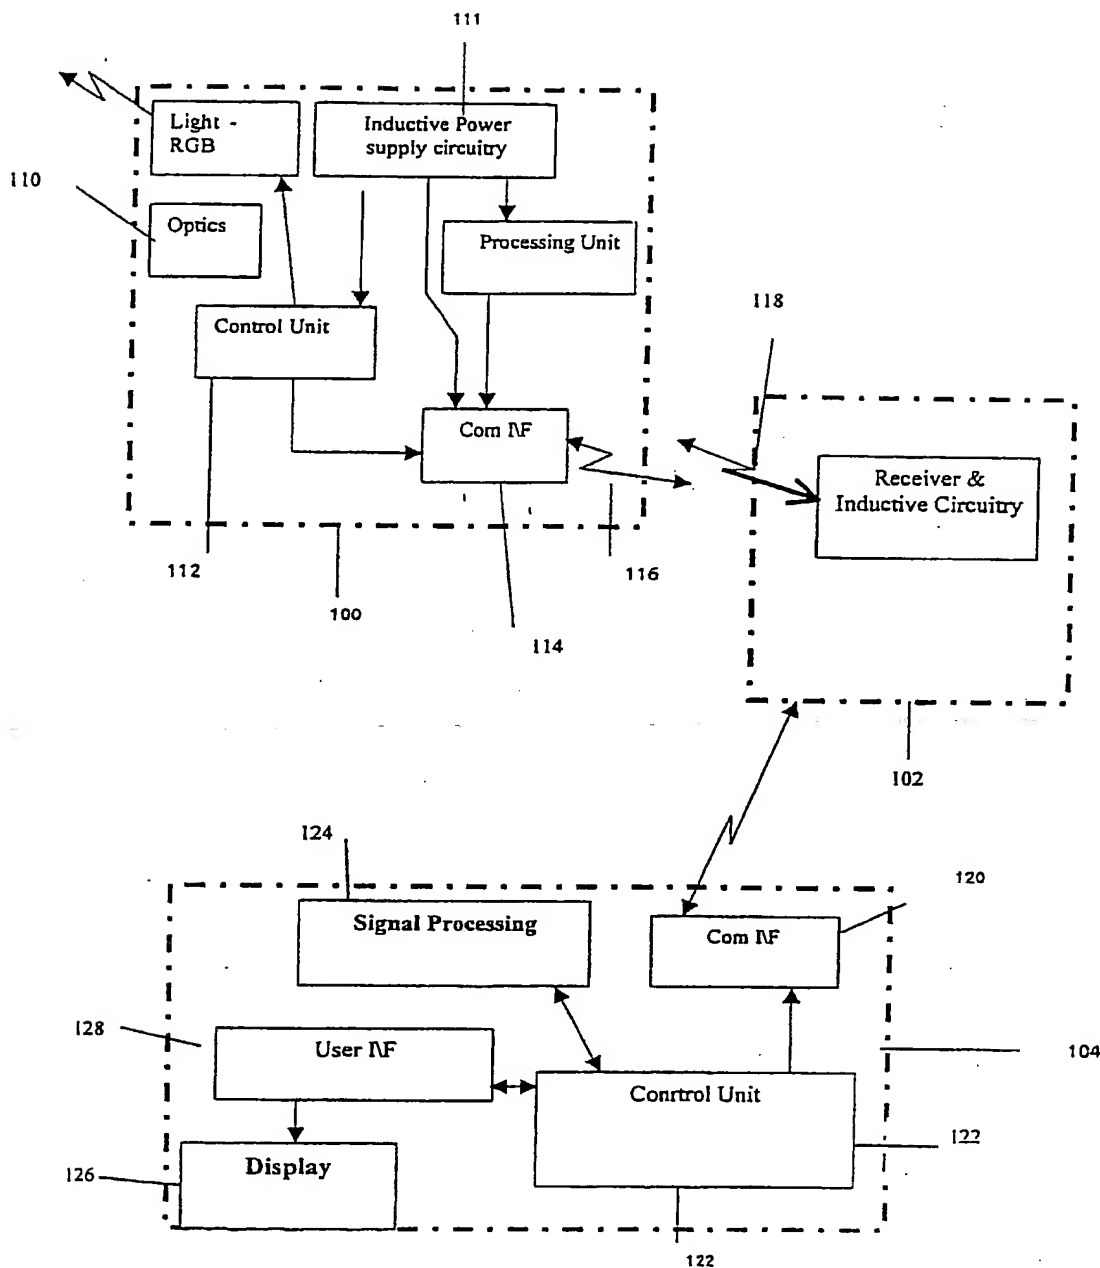 111
Light -
RGB
Inductive Power
supply circuitry
110
Optics
Processing Unit
118
Control Unit
Com I\F
Receiver &
Inductive Circuitry
112
116
100
114
102
124
120
Signal Processing
Com I\F
128
User I\F
104
Conrtrol Unit
122
Display
126
122